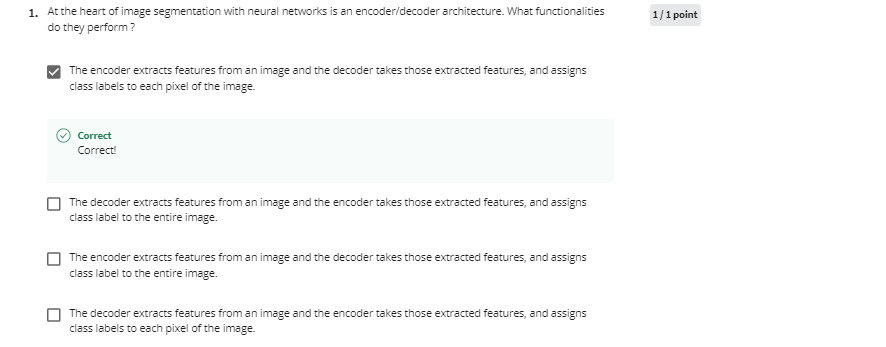 1. At the heart of image segmentation with neural networks is an encoder/decoder architecture. What functionalities
do they perform ?
1 / 1 point
The encoder extracts features from an image and the decoder takes those extracted features, and assigns
class labels to each pixel of the image.
Correct
Correct!
The decoder extracts features from an image and the encoder takes those extracted features, and assigns
class label to the entire image.
The encoder extracts features from an image and the decoder takes those extracted features, and assigns
class label to the entire image.
The decoder extracts features from an image and the encoder takes those extracted features, and assigns
class labels to each pixel of the image.